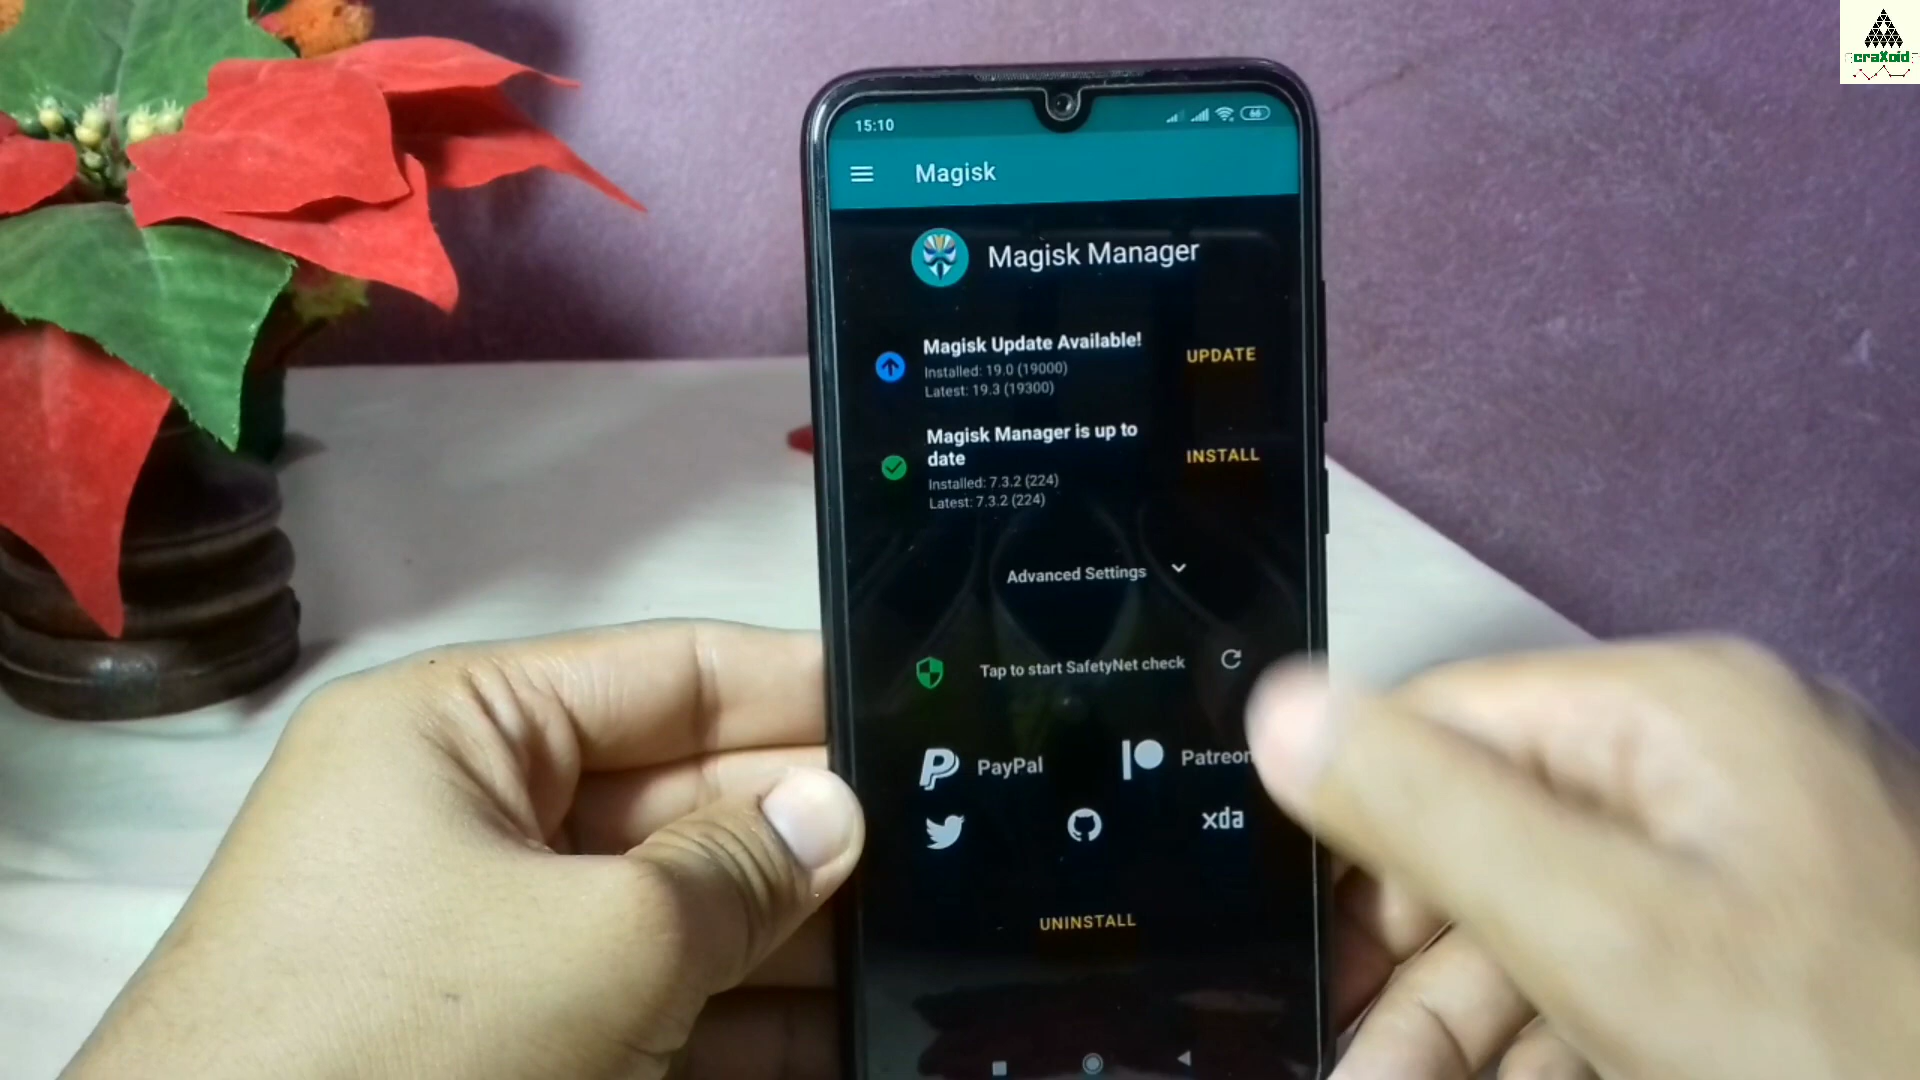 craXoid
15:10
66
Magisk
Magisk Manager
Magisk Update Available!
Installed: 19.0 (19000)
Latest: 19.3 (19300)
UPDATE
Magisk Manager is up to
date
Installed: 7.3.2 (224)
Latest: 7.3.2 (224)
INSTALL
Advanced Settings
Tap to start SafetyNet check
PayPal
Patreon
xda
UNINSTALL